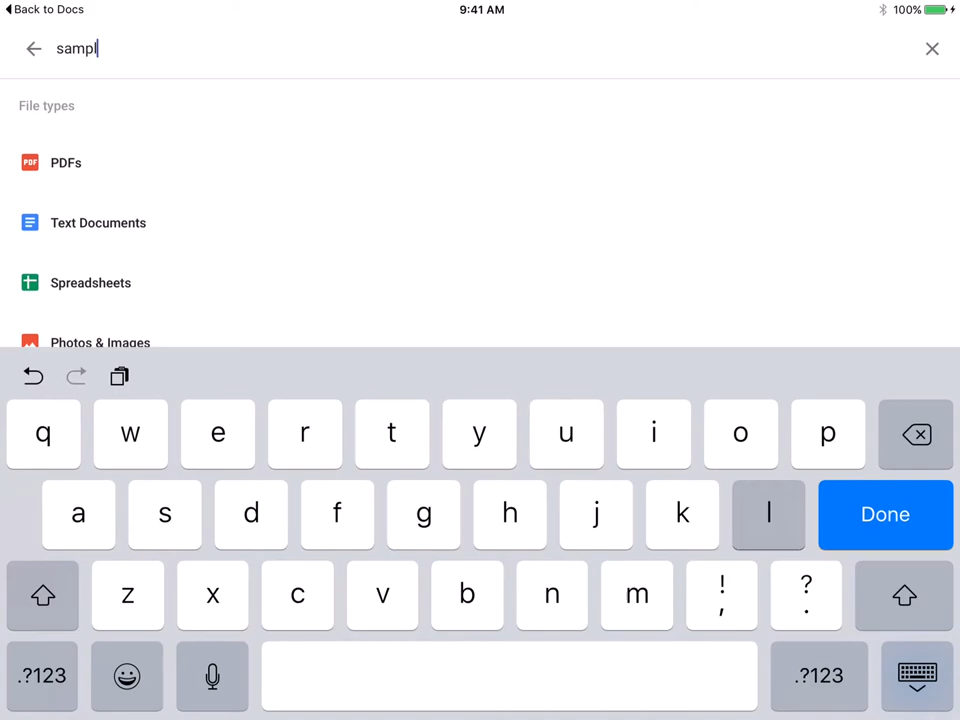 Back to Docs 9:41 AM 100%
sampl
File types
PDF PDFs
Text Documents
Spreadsheets
Photos & Images
q w e r t y u i o p
a s d f g h j k l Done
z x c v b n m ! , ? .
.?123 .?123